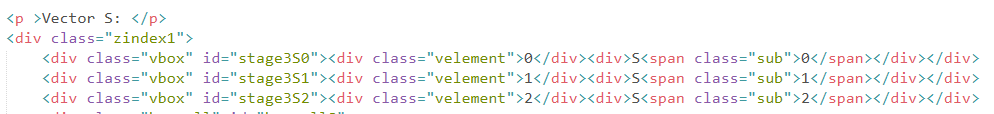 <p >Vector S: </p>
<div class="zindex1">
<div class="vbox" id="stage3S0"><div class="velement">0</div><div>S<span class="sub">0</span></div></div>
<div class="vbox" id="stage3S1"><div class="velement">1</div><div>S<span class="sub">1</span></div></div>
<div class="vbox" id="stage3S2"><div class="velement">2</div><div>S<span class="sub">2</span></div></div>